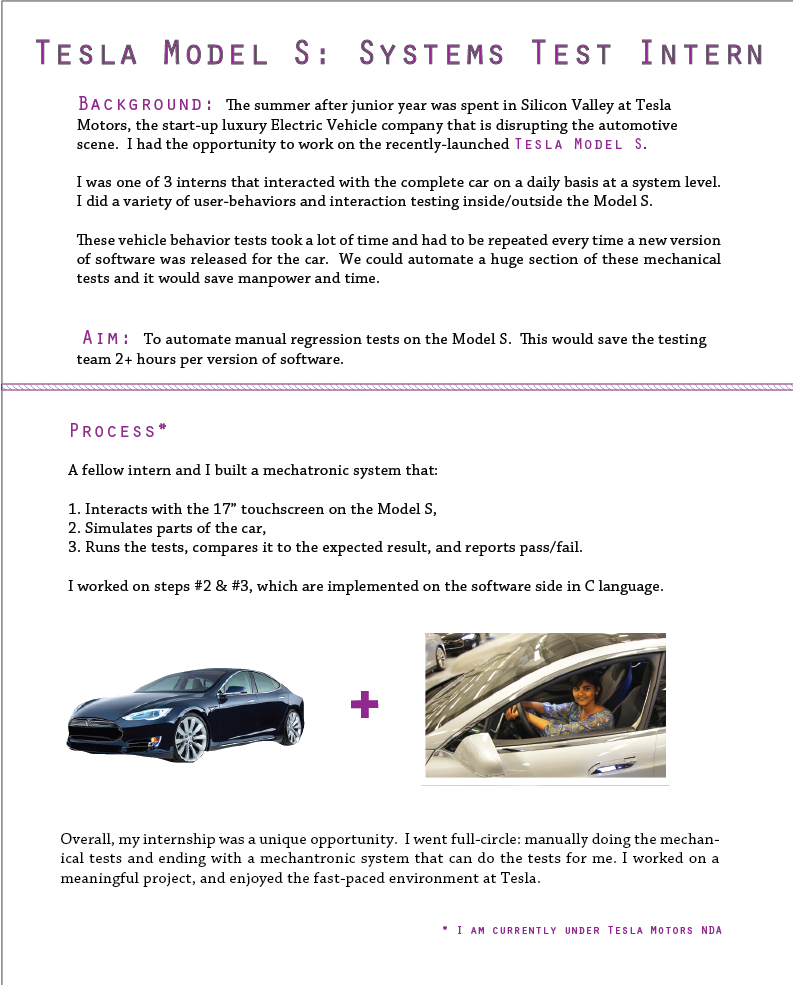 Tesla Model S: Systems Test Intern
Background: The summer after junior year was spent in Silicon Valley at Tesla
Motors, the start-up luxury Electric Vehicle company that is disrupting the automotive
scene. I had the opportunity to work on the recently-launched Tesla Model S.
I was one of 3 interns that interacted with the complete car on a daily basis at a system level.
I did a variety of user-behaviors and interaction testing inside/outside the Model S.
These vehicle behavior tests took a lot of time and had to be repeated every time a new version
of software was released for the car. We could automate a huge section of these mechanical
tests and it would save manpower and time.
Aim: To automate manual regression tests on the Model S. This would save the testing
team 2+ hours per version of software.
Process*
A fellow intern and I built a mechatronic system that:
1. Interacts with the 17” touchscreen on the Model S,
2. Simulates parts of the car,
3. Runs the tests, compares it to the expected result, and reports pass/fail.
I worked on steps #2 & #3, which are implemented on the software side in C language.
Overall, my internship was a unique opportunity. I went full-circle: manually doing the mechan-
ical tests and ending with a mechantronic system that can do the tests for me. I worked on a
meaningful project, and enjoyed the fast-paced environment at Tesla.
* I am currently under Tesla Motors NDA